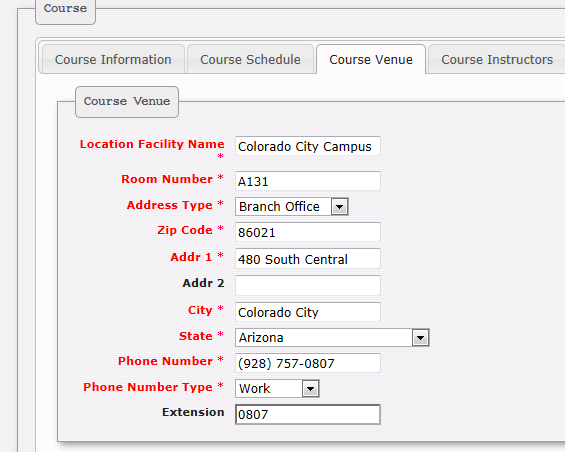 Course
Course Information Course Schedule Course Venue Course Instructors
Course Venue
Location Facility Name * Colorado City Campus
Room Number * A131
Address Type * Branch Office
Zip Code * 86021
Addr 1 * 480 South Central
Addr 2
City * Colorado City
State * Arizona
Phone Number * (928) 757-0807
Phone Number Type * Work
Extension 0807